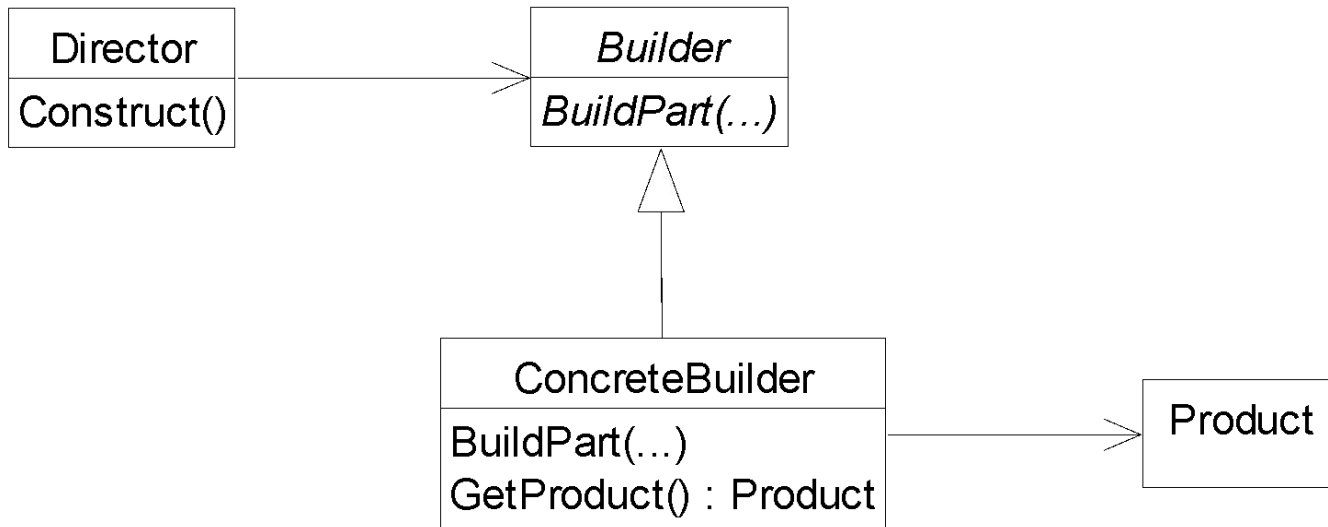 Director
Construct()
Builder
BuildPart(...)
ConcreteBuilder
BuildPart(...)
GetProduct() : Product
Product